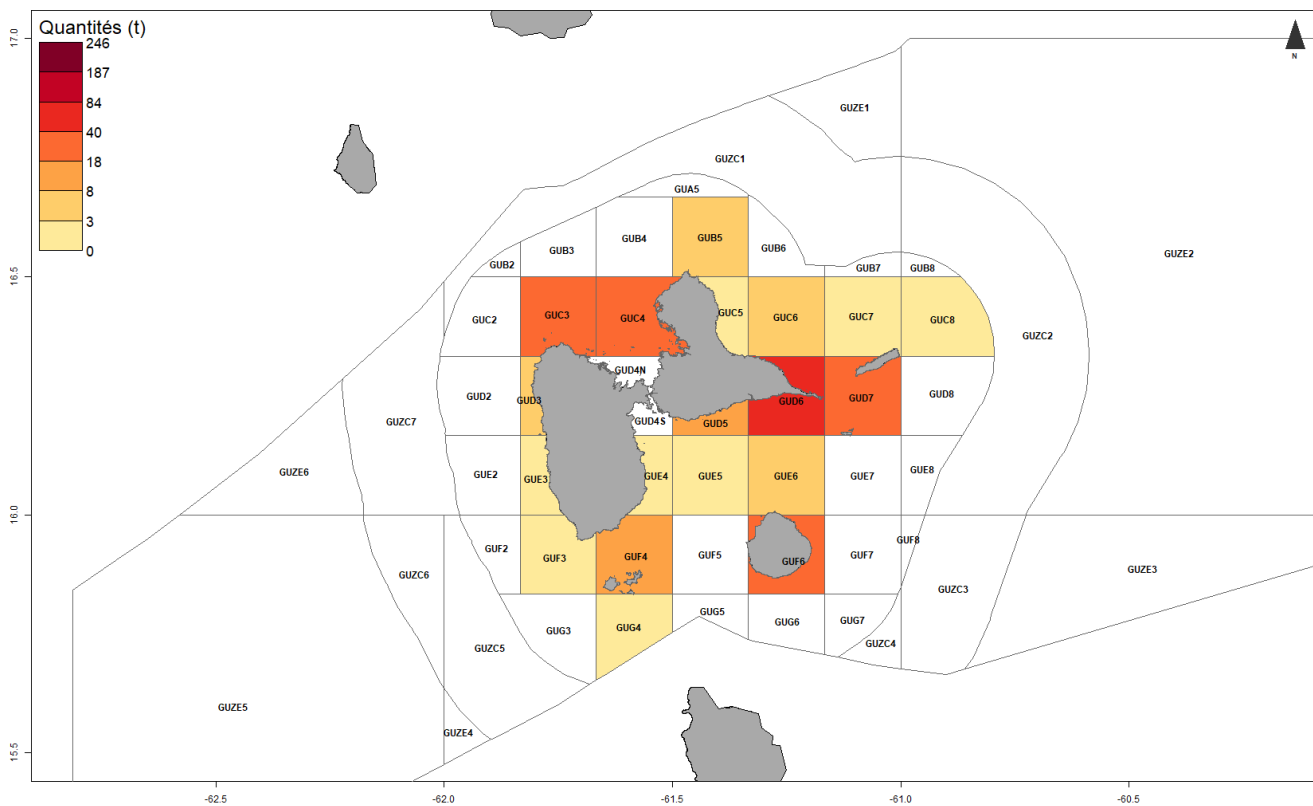 Quantités (t)
246
187
84
40
18
8
3
0
N
17.0
16.5
16.0
15.5
-62.5
-62.0
-61.5
-61.0
-60.5
GUZE1
GUZC1
GUA5
GUB2
GUB3
GUB4
GUB5
GUB6
GUB7
GUB8
GUZE2
GUC2
GUC3
GUC4
GUC5
GUC6
GUC7
GUC8
GUZC2
GUD4N
GUZC7
GUD2
GUD3
GUD4S
GUD5
GUD6
GUD7
GUD8
GUZE6
GUE2
GUE3
GUE4
GUE5
GUE6
GUE7
GUE8
GUZC6
GUF2
GUF3
GUF4
GUF5
GUF6
GUF7
GUF8
GUZE3
GUZC3
GUZC5
GUG3
GUG4
GUG5
GUG6
GUG7
GUZC4
GUZE5
GUZE4